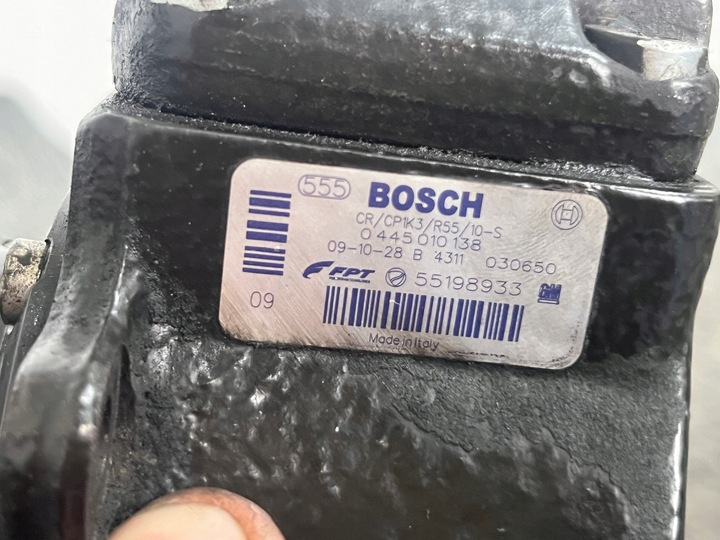 555 BOSCH
CR/CP1K3/R55/10-S
0 445 010 138
09-10-28 B 4311 030650
FPT 55198933 GM
09
Made in Italy